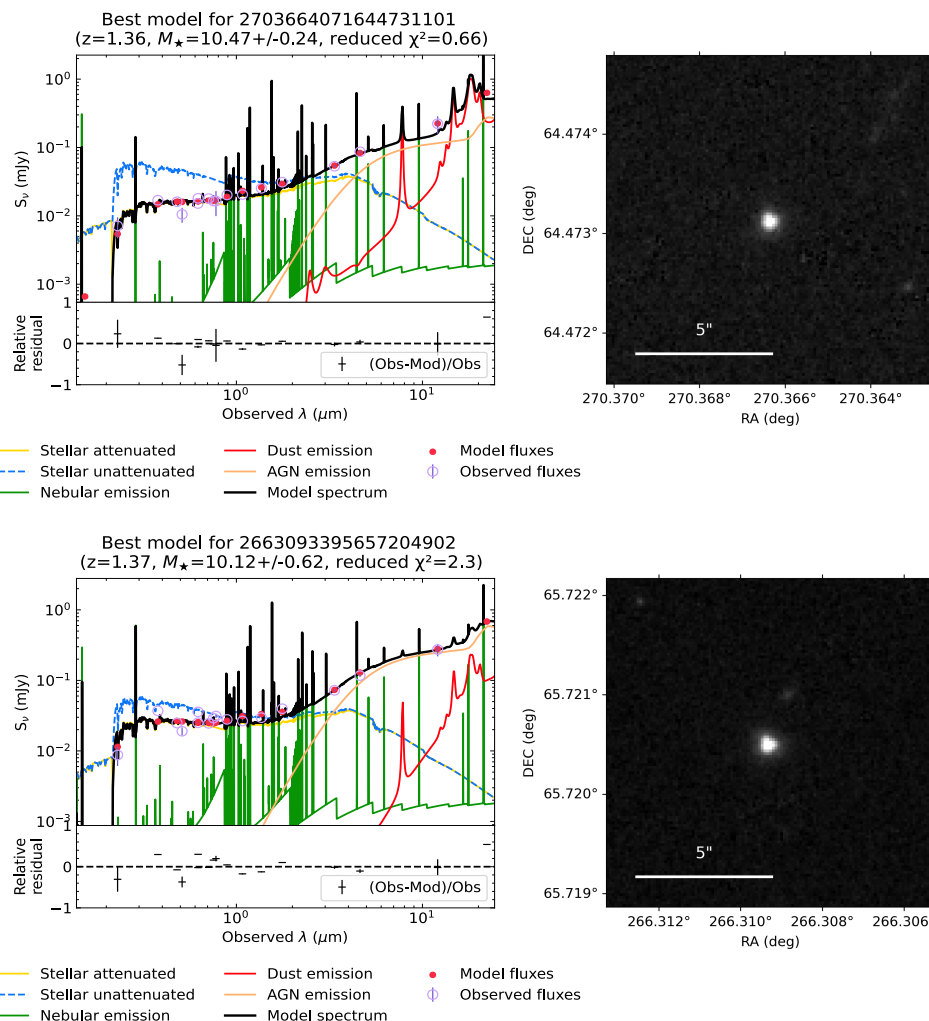 Best model for 2703664071644731101
(z=1.36, M★=10.47+/-0.24, reduced χ²=0.66)
10⁰
10⁻¹
10⁻²
10⁻³
Sᵥ (mJy)
1
0
−1
Relative
residual
(Obs-Mod)/Obs
10⁰
10¹
Observed λ (μm)
Stellar attenuated
Stellar unattenuated
Nebular emission
Dust emission
AGN emission
Model spectrum
Model fluxes
Observed fluxes
64.474°
64.473°
64.472°
DEC (deg)
5"
270.370°
270.368°
270.366°
270.364°
RA (deg)
Best model for 2663093395657204902
(z=1.37, M★=10.12+/-0.62, reduced χ²=2.3)
10⁰
10⁻¹
10⁻²
10⁻³
Sᵥ (mJy)
1
0
−1
Relative
residual
(Obs-Mod)/Obs
10⁰
10¹
Observed λ (μm)
Stellar attenuated
Stellar unattenuated
Nebular emission
Dust emission
AGN emission
Model spectrum
Model fluxes
Observed fluxes
65.722°
65.721°
65.720°
65.719°
DEC (deg)
5"
266.312°
266.310°
266.308°
266.306°
RA (deg)